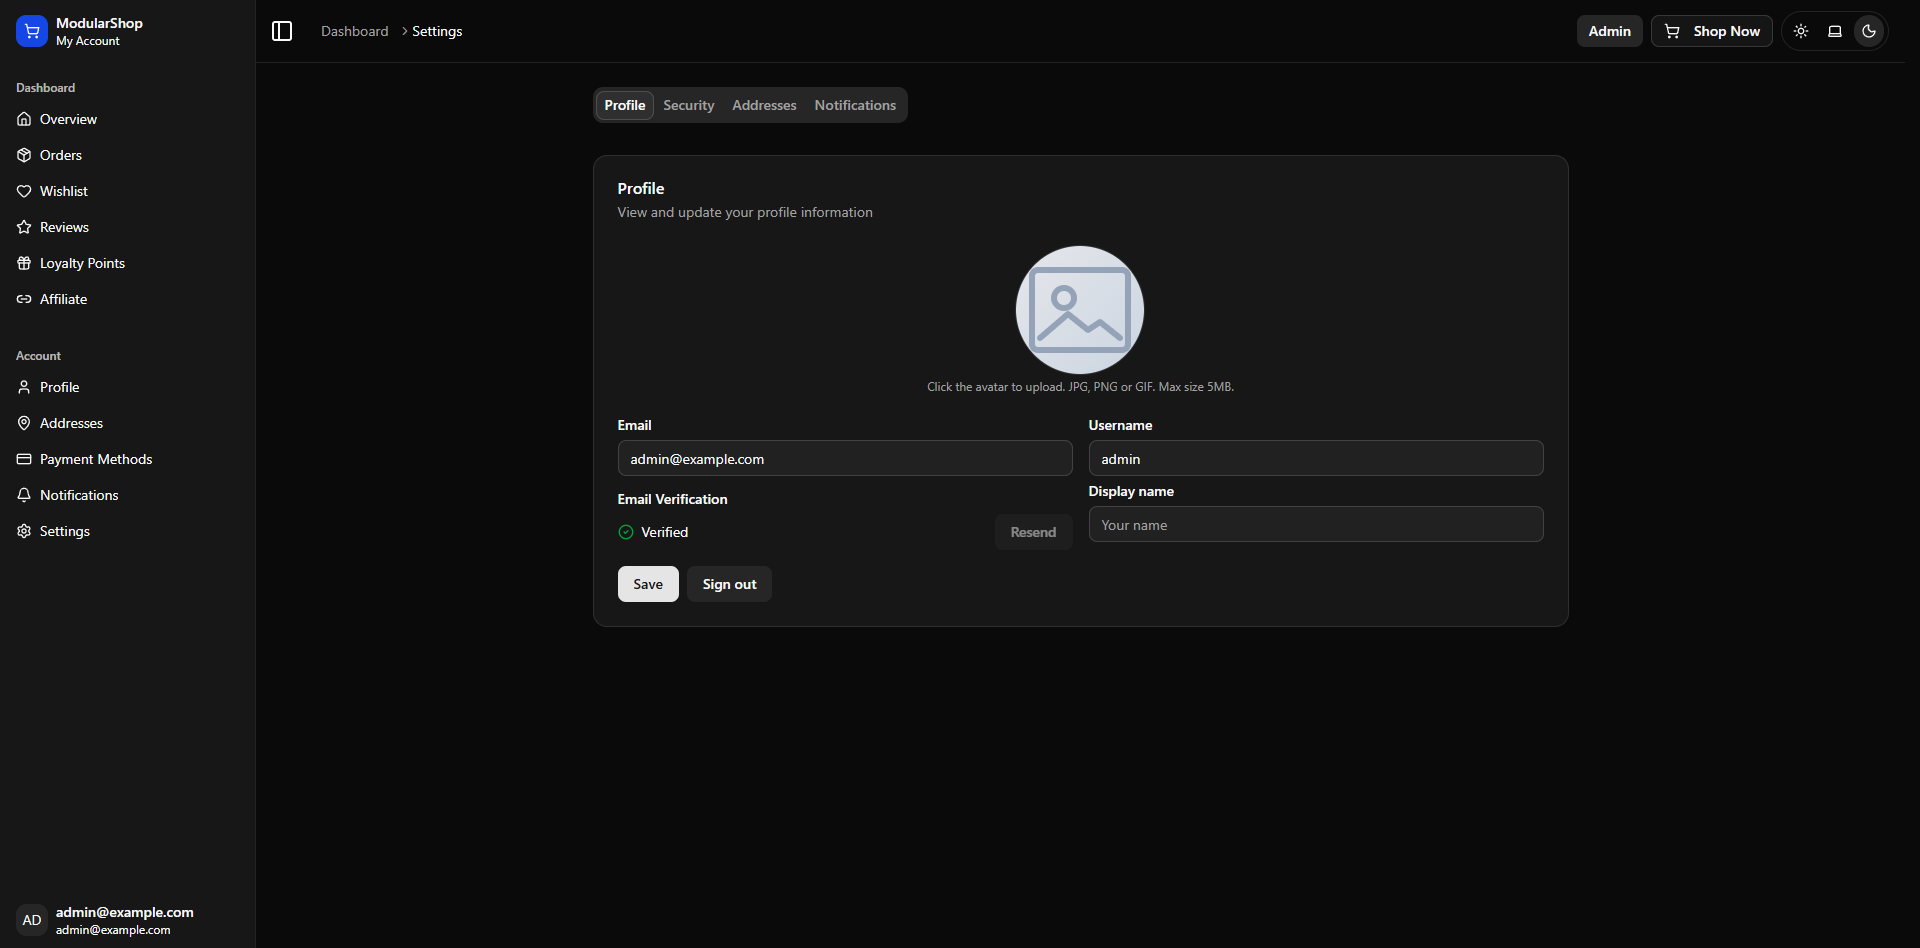 ModularShop
My Account
Dashboard
Overview
Orders
Wishlist
Reviews
Loyalty Points
Affiliate
Account
Profile
Addresses
Payment Methods
Notifications
Settings
AD
admin@example.com
admin@example.com
Dashboard Settings
Admin
Shop Now
Profile Security Addresses Notifications
Profile
View and update your profile information
Click the avatar to upload. JPG, PNG or GIF. Max size 5MB.
Email
admin@example.com
Username
admin
Email Verification
Verified
Resend
Display name
Your name
Save
Sign out